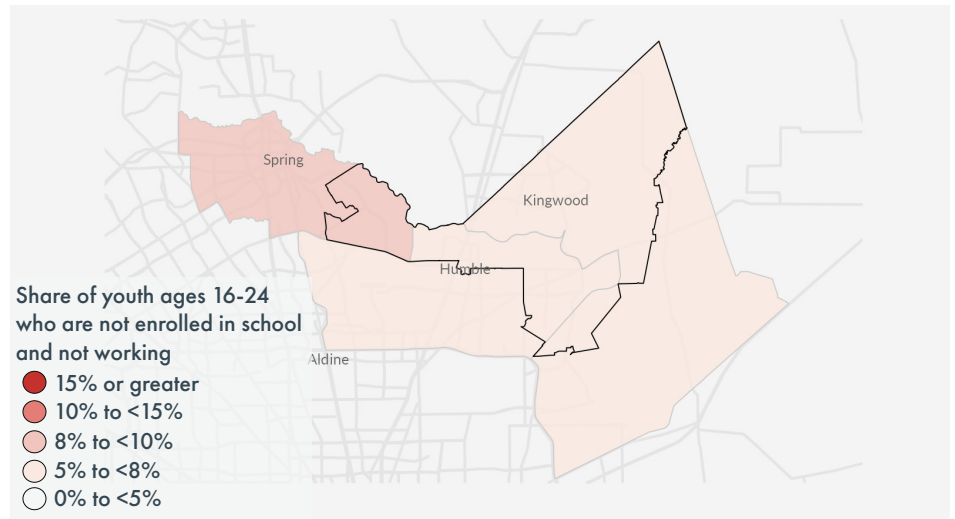 Spring
Kingwood
Humble
Aldine
Share of youth ages 16-24
who are not enrolled in school
and not working
15% or greater
10% to <15%
8% to <10%
5% to <8%
0% to <5%